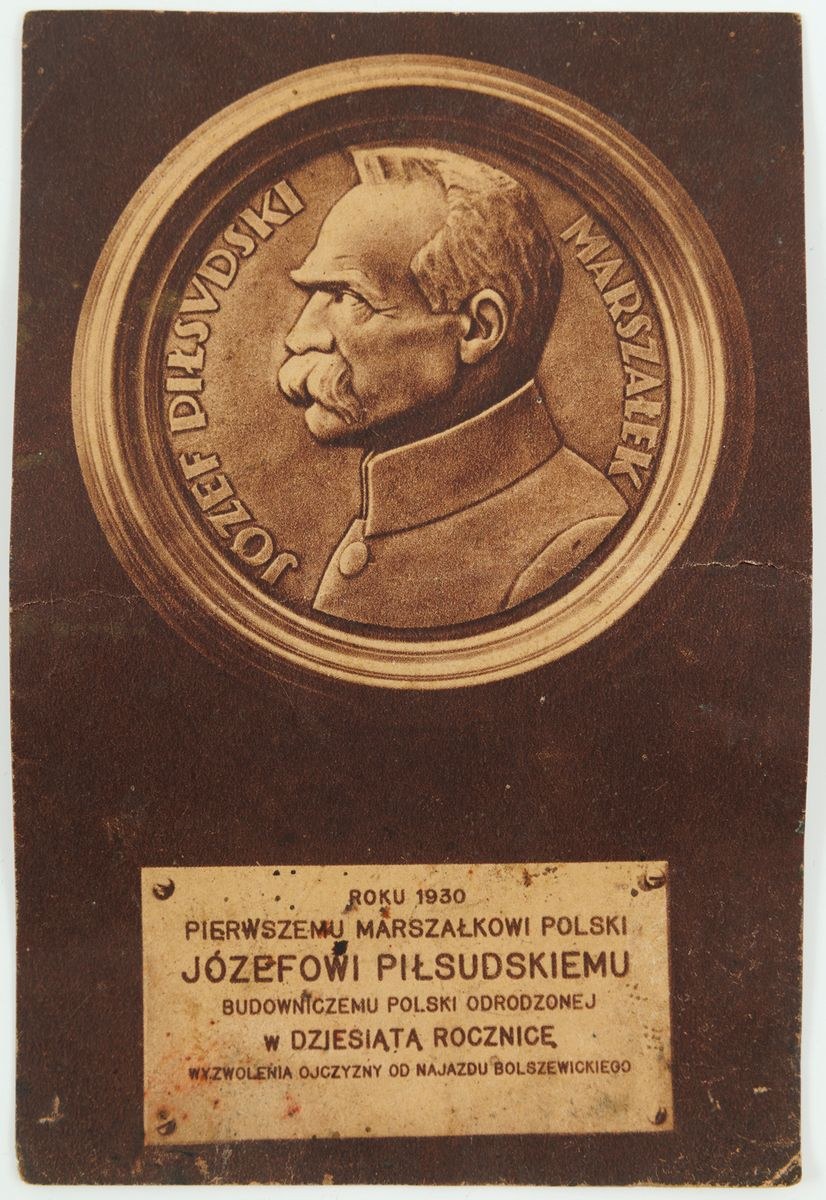 JÓZEF PIŁSVDSKI
MARSZAŁEK
ROKU 1930
PIERWSZEMU MARSZAŁKOWI POLSKI
JÓZEFOWI PIŁSUDSKIEMU
BUDOWNICZEMU POLSKI ODRODZONEJ
W DZIESIĄTĄ ROCZNICĘ
WYZWOLENIA OJCZYZNY OD NAJAZDU BOLSZEWICKIEGO